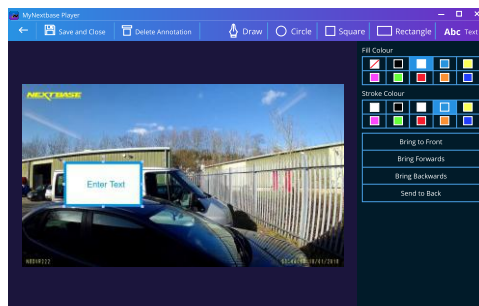 MyNextbase Player
Save and Close
Delete Annotation
Draw
Circle
Square
Rectangle
Abc Text
Fill Colour
Stroke Colour
Bring to Front
Bring Forwards
Bring Backwards
Send to Back
NEXTBASE
Enter Text